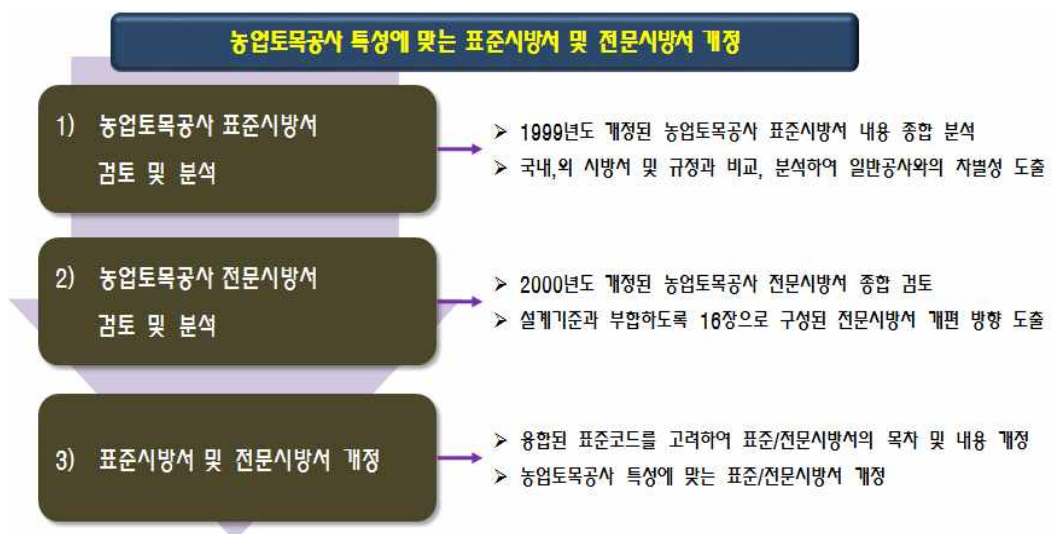 농업토목공사 특성에 맞는 표준시방서 및 전문시방서 개정
1) 농업토목공사 표준시방서
검토 및 분석
➢ 1999년도 개정된 농업토목공사 표준시방서 내용 종합 분석
➢ 국내,외 시방서 및 규정과 비교, 분석하여 일반공사와의 차별성 도출
2) 농업토목공사 전문시방서
검토 및 분석
➢ 2000년도 개정된 농업토목공사 전문시방서 종합 검토
➢ 설계기준과 부합하도록 16장으로 구성된 전문시방서 개편 방향 도출
3) 표준시방서 및 전문시방서 개정
➢ 융합된 표준코드를 고려하여 표준/전문시방서의 목차 및 내용 개정
➢ 농업토목공사 특성에 맞는 표준/전문시방서 개정